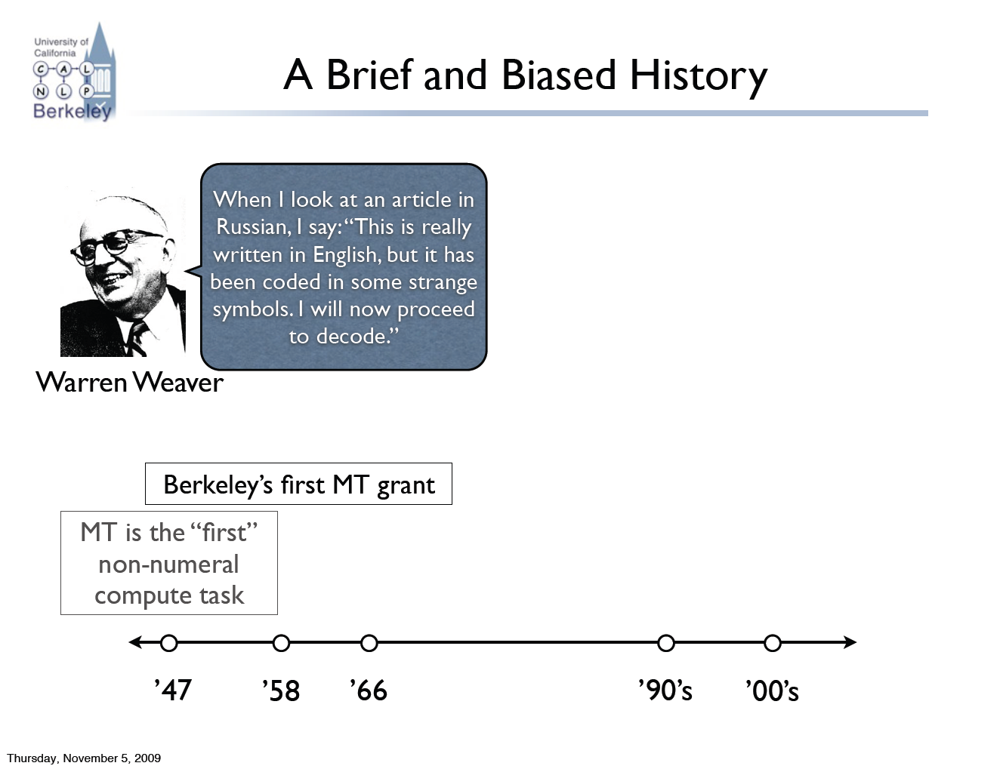 University of
California
C A L
N L P
Berkeley
A Brief and Biased History
When I look at an article in
Russian, I say: “This is really
written in English, but it has
been coded in some strange
symbols. I will now proceed
to decode.”
Warren Weaver
Berkeley’s first MT grant
MT is the “first”
non-numeral
compute task
’47 ’58 ’66 ’90’s ’00’s
Thursday, November 5, 2009